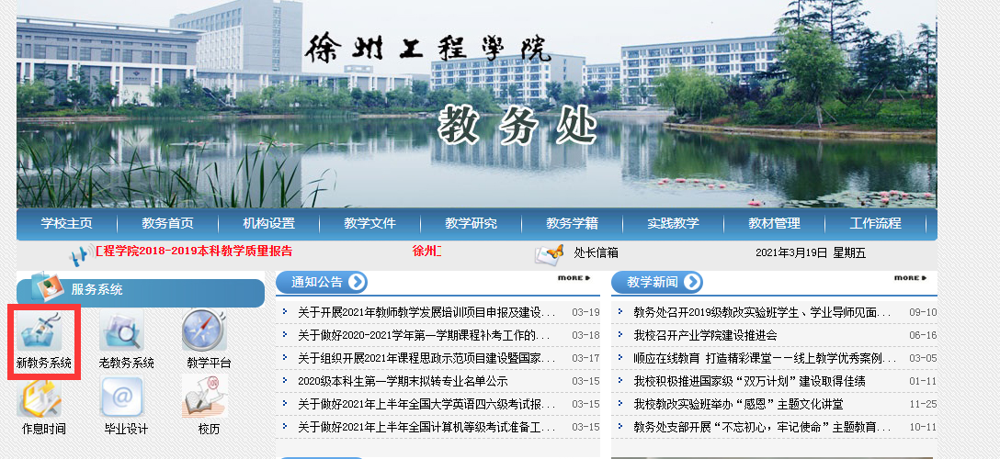 徐州工程学院
教务处
学校主页 教务首页 机构设置 教学文件 教学研究 教务学籍 实践教学 教材管理 工作流程
工程学院2018-2019本科教学质量报告 徐州工 处长信箱 2021年3月19日 星期五
服务系统
新教务系统 老教务系统 教学平台
作息时间 毕业设计 校历
通知公告 MORE
关于开展2021年教师教学发展培训项目申报及建设... 03-19
关于做好2020-2021学年第一学期课程补考工作的... 03-18
关于组织开展2021年课程思政示范项目建设暨国家... 03-17
2020级本科生第一学期末拟转专业名单公示 03-15
关于做好2021年上半年全国大学英语四六级考试报... 03-15
关于做好2021年上半年全国计算机等级考试准备工... 03-15
教学新闻 MORE
教务处召开2019级教改实验班学生、学业导师见面... 09-10
我校召开产业学院建设推进会 06-16
顺应在线教育 打造精彩课堂——线上教学优秀案例... 03-05
我校积极推进国家级“双万计划”建设取得佳绩 01-11
我校教改实验班举办“感恩”主题文化讲堂 11-25
教务处支部开展“不忘初心，牢记使命”主题教育... 10-11